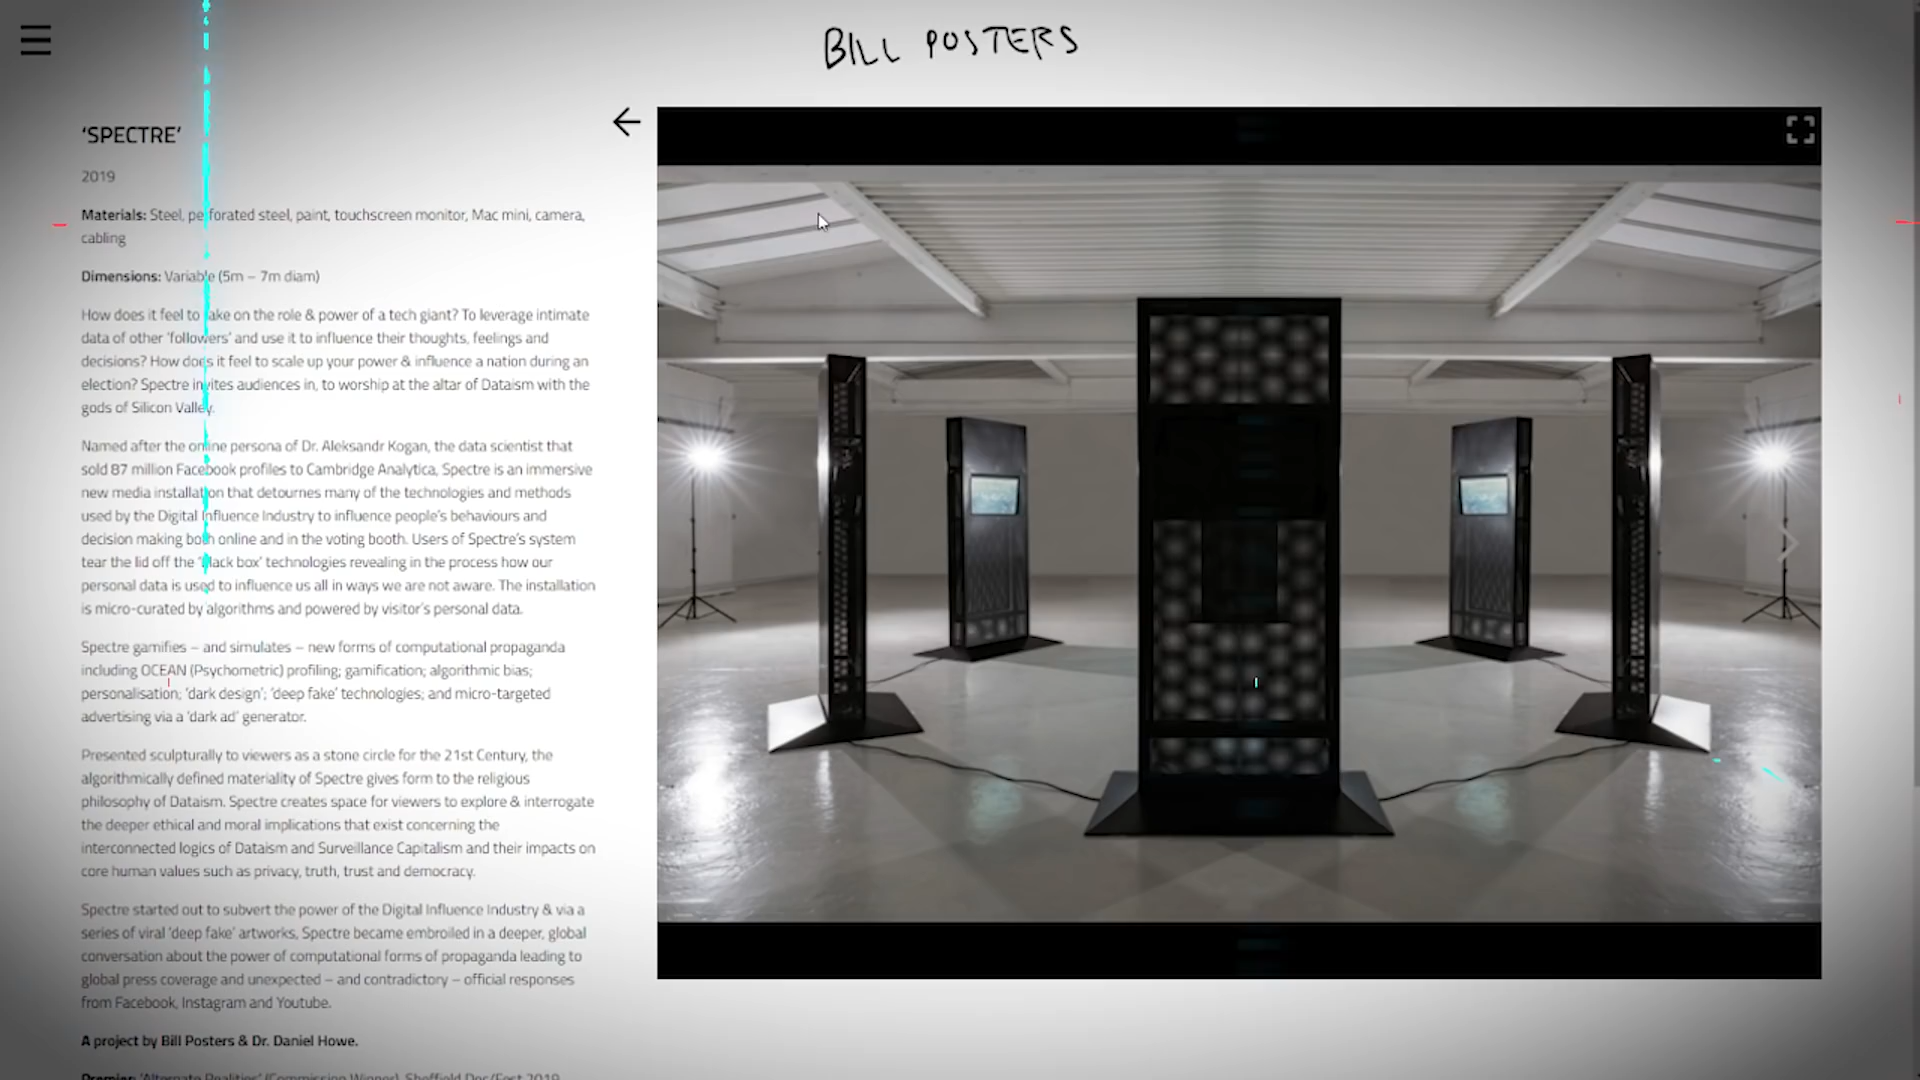 BILL POSTERS
'SPECTRE'
2019
Materials: Steel, perforated steel, paint, touchscreen monitor, Mac mini, camera,
cabling
Dimensions: Variable (5m – 7m diam)
How does it feel to take on the role & power of a tech giant? To leverage intimate
data of other 'followers' and use it to influence their thoughts, feelings and
decisions? How does it feel to scale up your power & influence a nation during an
election? Spectre invites audiences in, to worship at the altar of Dataism with the
gods of Silicon Valley.
Named after the online persona of Dr. Aleksandr Kogan, the data scientist that
sold 87 million Facebook profiles to Cambridge Analytica, Spectre is an immersive
new media installation that detournes many of the technologies and methods
used by the Digital Influence Industry to influence people's behaviours and
decision making both online and in the voting booth. Users of Spectre's system
tear the lid off the 'black box' technologies revealing in the process how our
personal data is used to influence us all in ways we are not aware. The installation
is micro-curated by algorithms and powered by visitor's personal data.
Spectre gamifies – and simulates – new forms of computational propaganda
including OCEAN (Psychometric) profiling; gamification; algorithmic bias;
personalisation; 'dark design'; 'deep fake' technologies; and micro-targeted
advertising via a 'dark ad' generator.
Presented sculpturally to viewers as a stone circle for the 21st Century, the
algorithmically defined materiality of Spectre gives form to the religious
philosophy of Dataism. Spectre creates space for viewers to explore & interrogate
the deeper ethical and moral implications that exist concerning the
interconnected logics of Dataism and Surveillance Capitalism and their impacts on
core human values such as privacy, truth, trust and democracy.
Spectre started out to subvert the power of the Digital Influence Industry & via a
series of viral 'deep fake' artworks, Spectre became embroiled in a deeper, global
conversation about the power of computational forms of propaganda leading to
global press coverage and unexpected – and contradictory – official responses
from Facebook, Instagram and Youtube.
A project by Bill Posters & Dr. Daniel Howe.
Premier: 'Alternate Realities' (Commission Winner), Sheffield Doc/Fest 2019